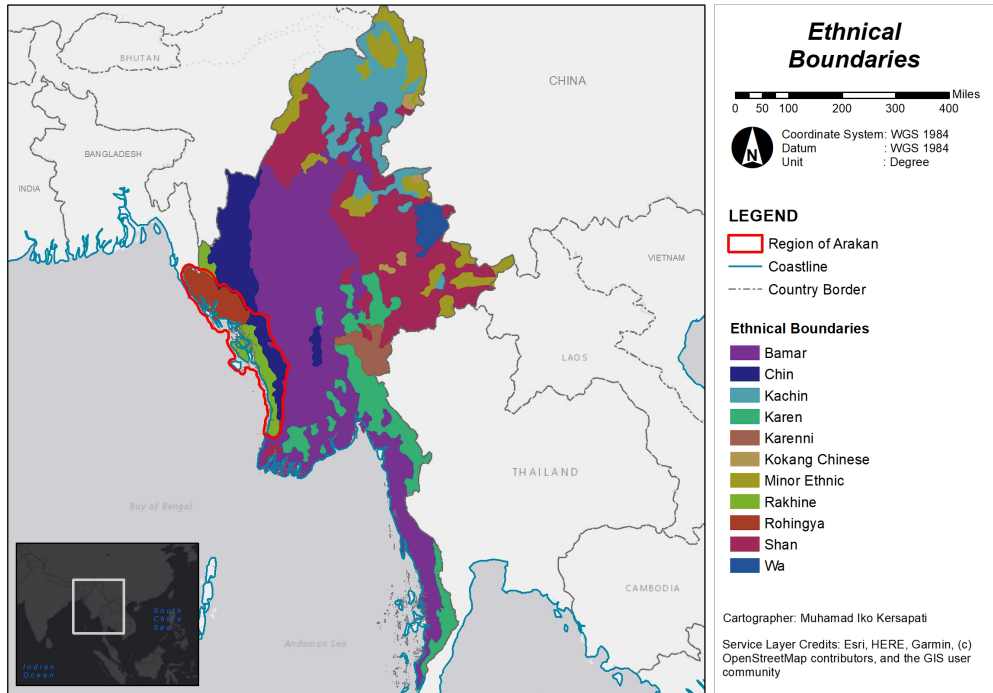 BHUTAN
CHINA
BANGLADESH
INDIA
VIETNAM
LAOS
THAILAND
Bay of Bengal
CAMBODIA
Andaman Sea
South
China
Sea
Indian
Ocean
Ethnical
Boundaries
Miles
0 50 100 200 300 400
N
Coordinate System: WGS 1984
Datum : WGS 1984
Unit : Degree
LEGEND
Region of Arakan
Coastline
Country Border
Ethnical Boundaries
Bamar
Chin
Kachin
Karen
Karenni
Kokang Chinese
Minor Ethnic
Rakhine
Rohingya
Shan
Wa
Cartographer: Muhamad Iko Kersapati
Service Layer Credits: Esri, HERE, Garmin, (c)
OpenStreetMap contributors, and the GIS user
community